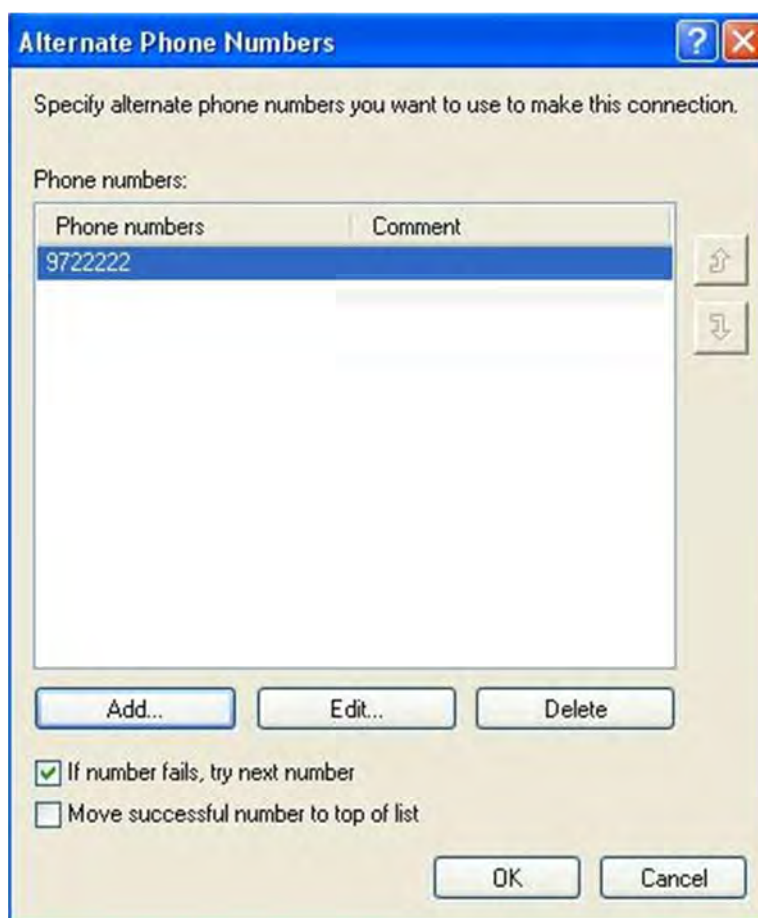 Alternate Phone Numbers
Specify alternate phone numbers you want to use to make this connection.
Phone numbers:
Phone numbers Comment
9722222
Add... Edit... Delete
If number fails, try next number
Move successful number to top of list
OK Cancel